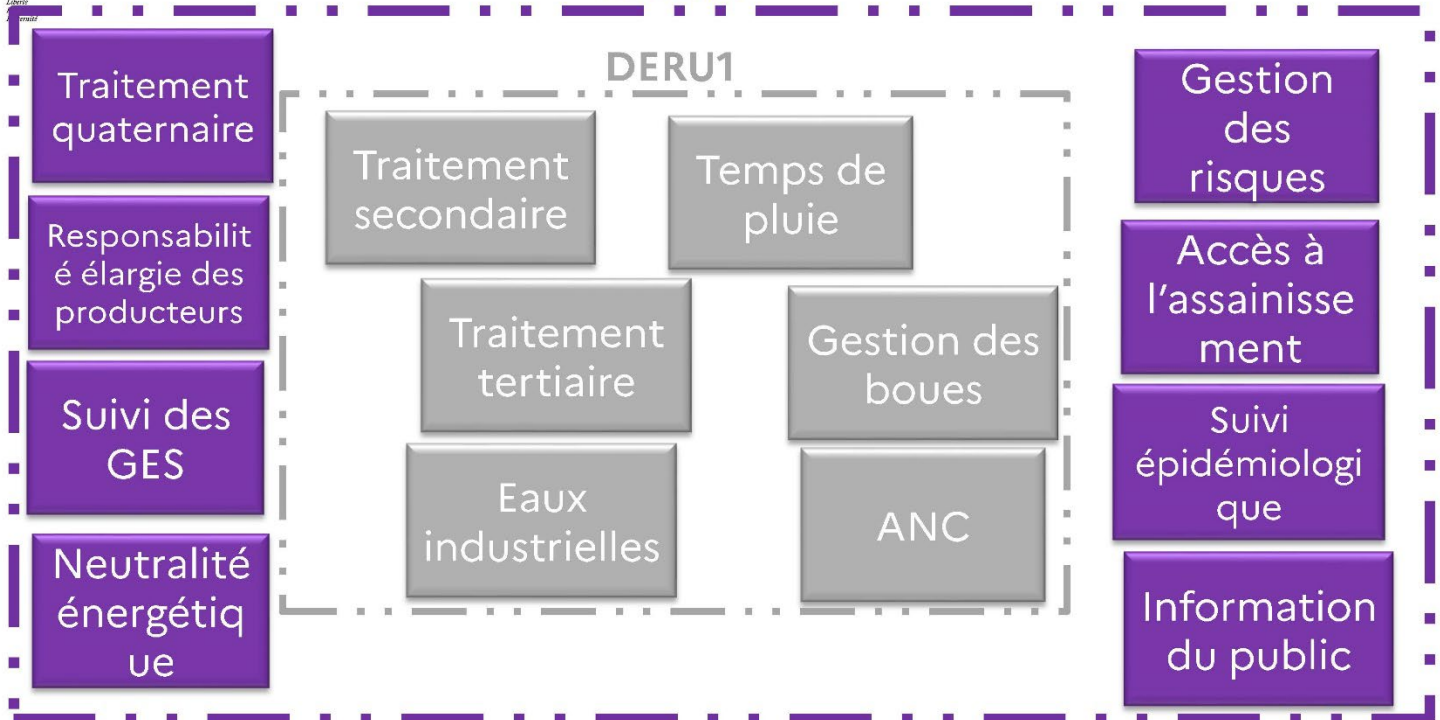 Liberté
Fraternité
DERU1
Traitement
quaternaire
Responsabilit
é élargie des
producteurs
Suivi des
GES
Neutralité
énergétiq
ue
Traitement
secondaire
Temps de
pluie
Traitement
tertiaire
Gestion des
boues
Eaux
industrielles
ANC
Gestion
des
risques
Accès à
l'assainisse
ment
Suivi
épidémiologi
que
Information
du public